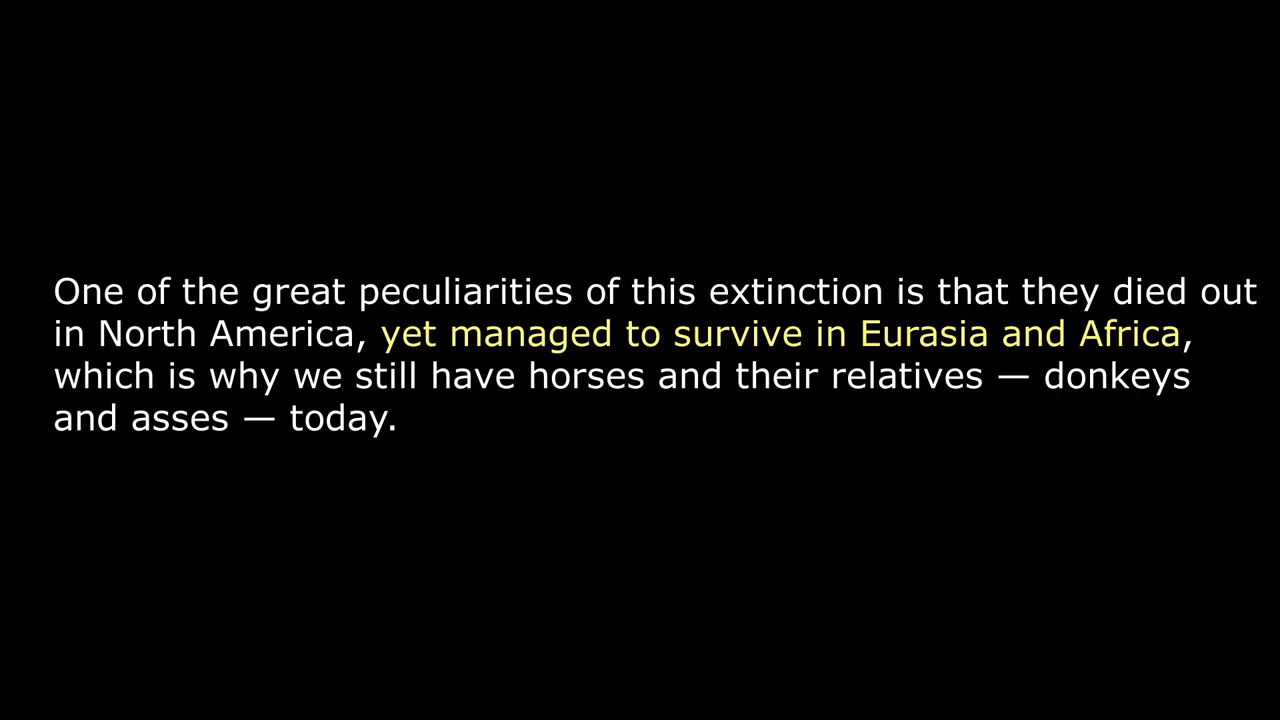 One of the great peculiarities of this extinction is that they died out
in North America, yet managed to survive in Eurasia and Africa,
which is why we still have horses and their relatives — donkeys
and asses — today.